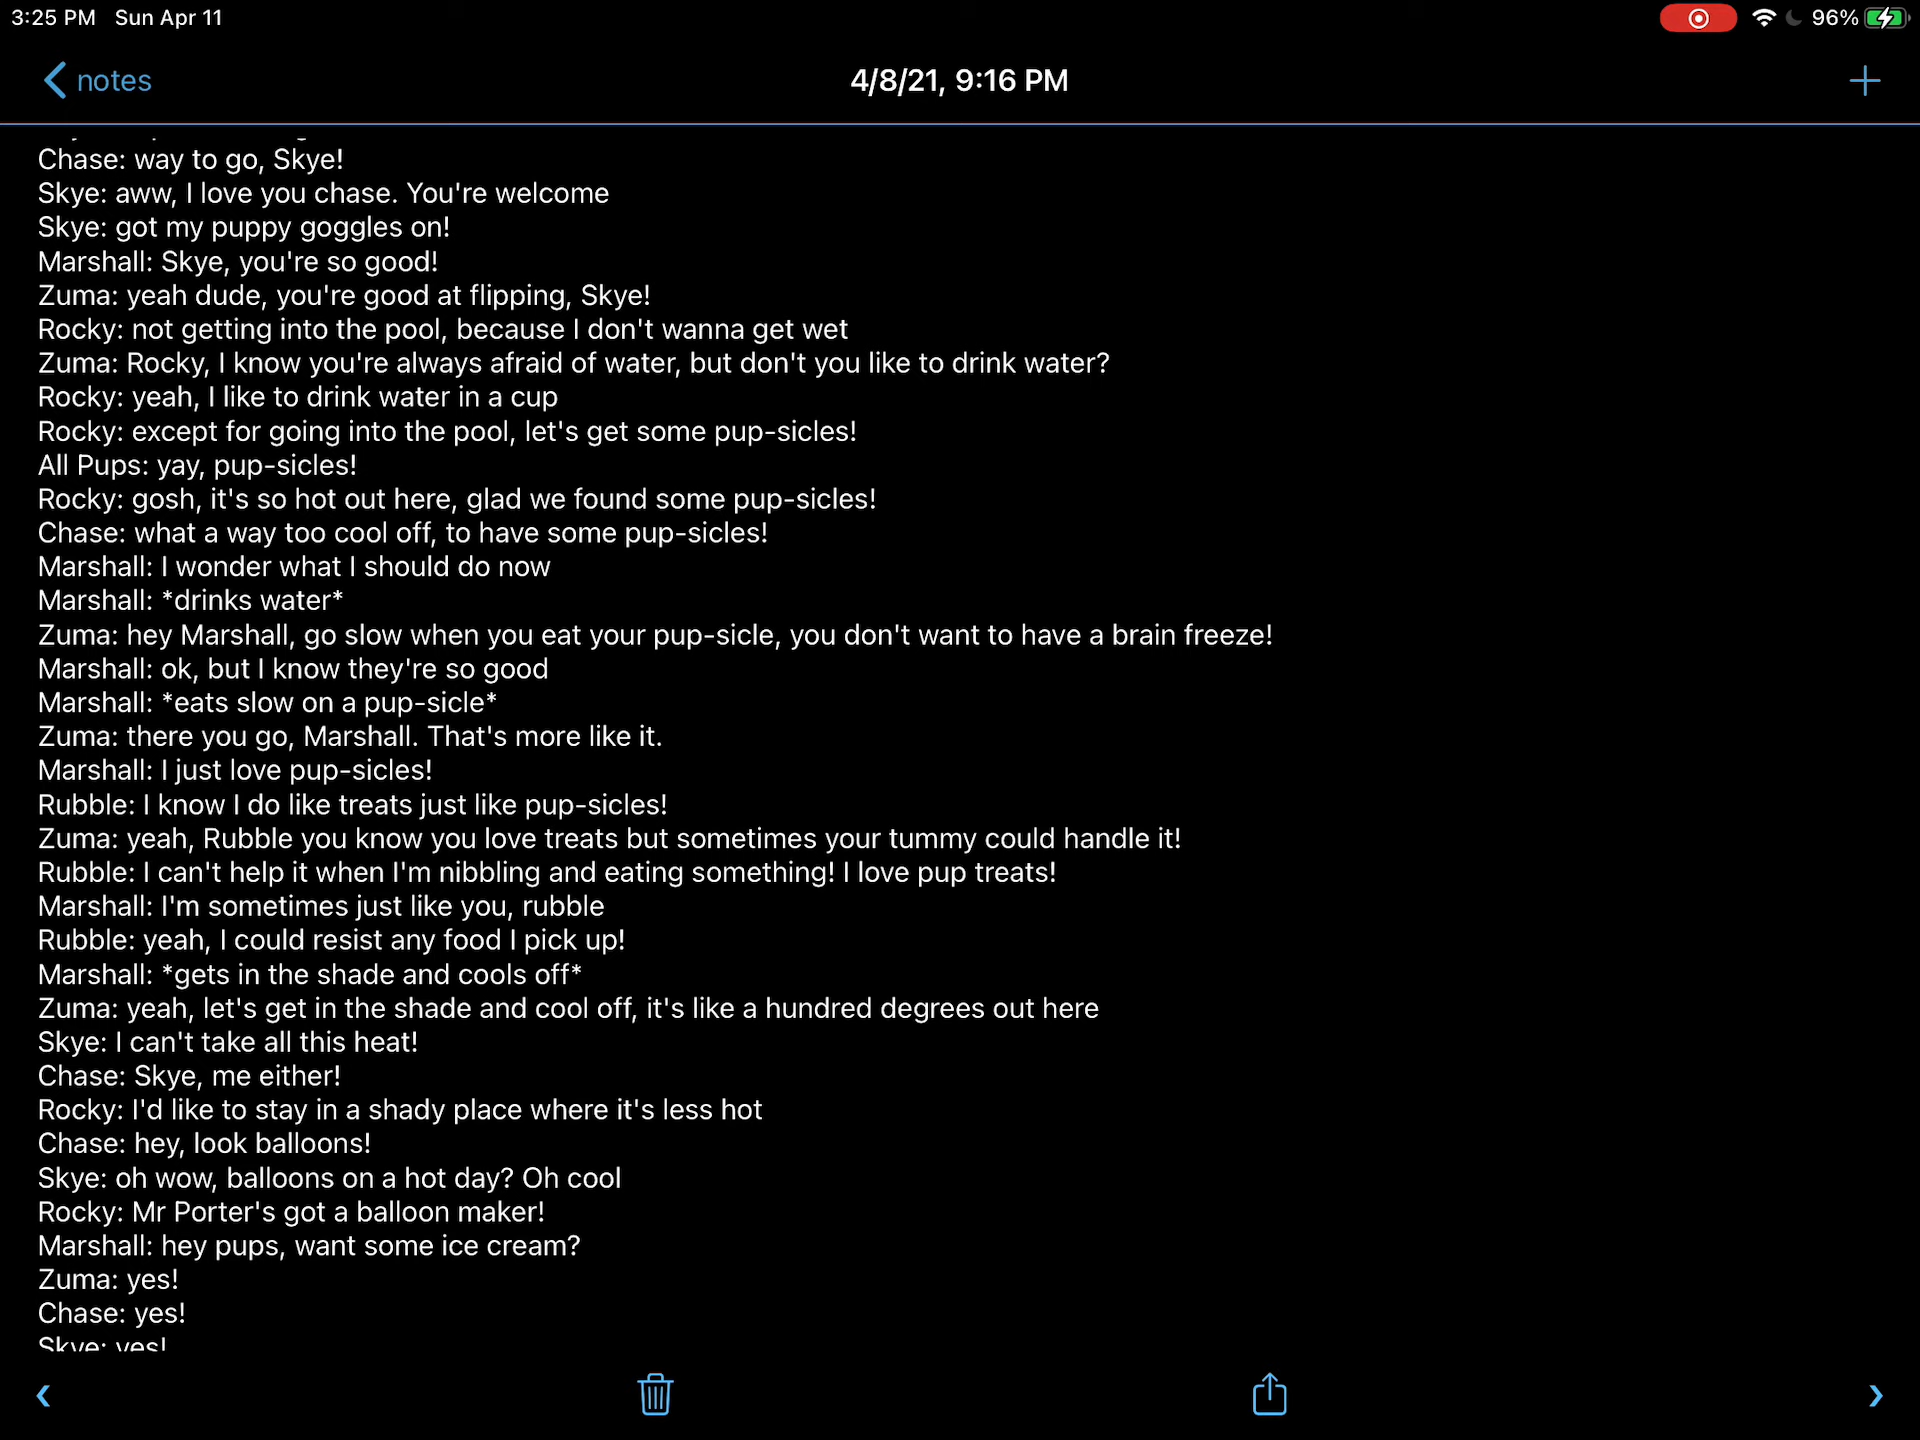 3:25 PM Sun Apr 11
96%
notes
4/8/21, 9:16 PM
Chase: way to go, Skye!
Skye: aww, I love you chase. You're welcome
Skye: got my puppy goggles on!
Marshall: Skye, you're so good!
Zuma: yeah dude, you're good at flipping, Skye!
Rocky: not getting into the pool, because I don't wanna get wet
Zuma: Rocky, I know you're always afraid of water, but don't you like to drink water?
Rocky: yeah, I like to drink water in a cup
Rocky: except for going into the pool, let's get some pup-sicles!
All Pups: yay, pup-sicles!
Rocky: gosh, it's so hot out here, glad we found some pup-sicles!
Chase: what a way too cool off, to have some pup-sicles!
Marshall: I wonder what I should do now
Marshall: *drinks water*
Zuma: hey Marshall, go slow when you eat your pup-sicle, you don't want to have a brain freeze!
Marshall: ok, but I know they're so good
Marshall: *eats slow on a pup-sicle*
Zuma: there you go, Marshall. That's more like it.
Marshall: I just love pup-sicles!
Rubble: I know I do like treats just like pup-sicles!
Zuma: yeah, Rubble you know you love treats but sometimes your tummy could handle it!
Rubble: I can't help it when I'm nibbling and eating something! I love pup treats!
Marshall: I'm sometimes just like you, rubble
Rubble: yeah, I could resist any food I pick up!
Marshall: *gets in the shade and cools off*
Zuma: yeah, let's get in the shade and cool off, it's like a hundred degrees out here
Skye: I can't take all this heat!
Chase: Skye, me either!
Rocky: I'd like to stay in a shady place where it's less hot
Chase: hey, look balloons!
Skye: oh wow, balloons on a hot day? Oh cool
Rocky: Mr Porter's got a balloon maker!
Marshall: hey pups, want some ice cream?
Zuma: yes!
Chase: yes!
Skye: yes!